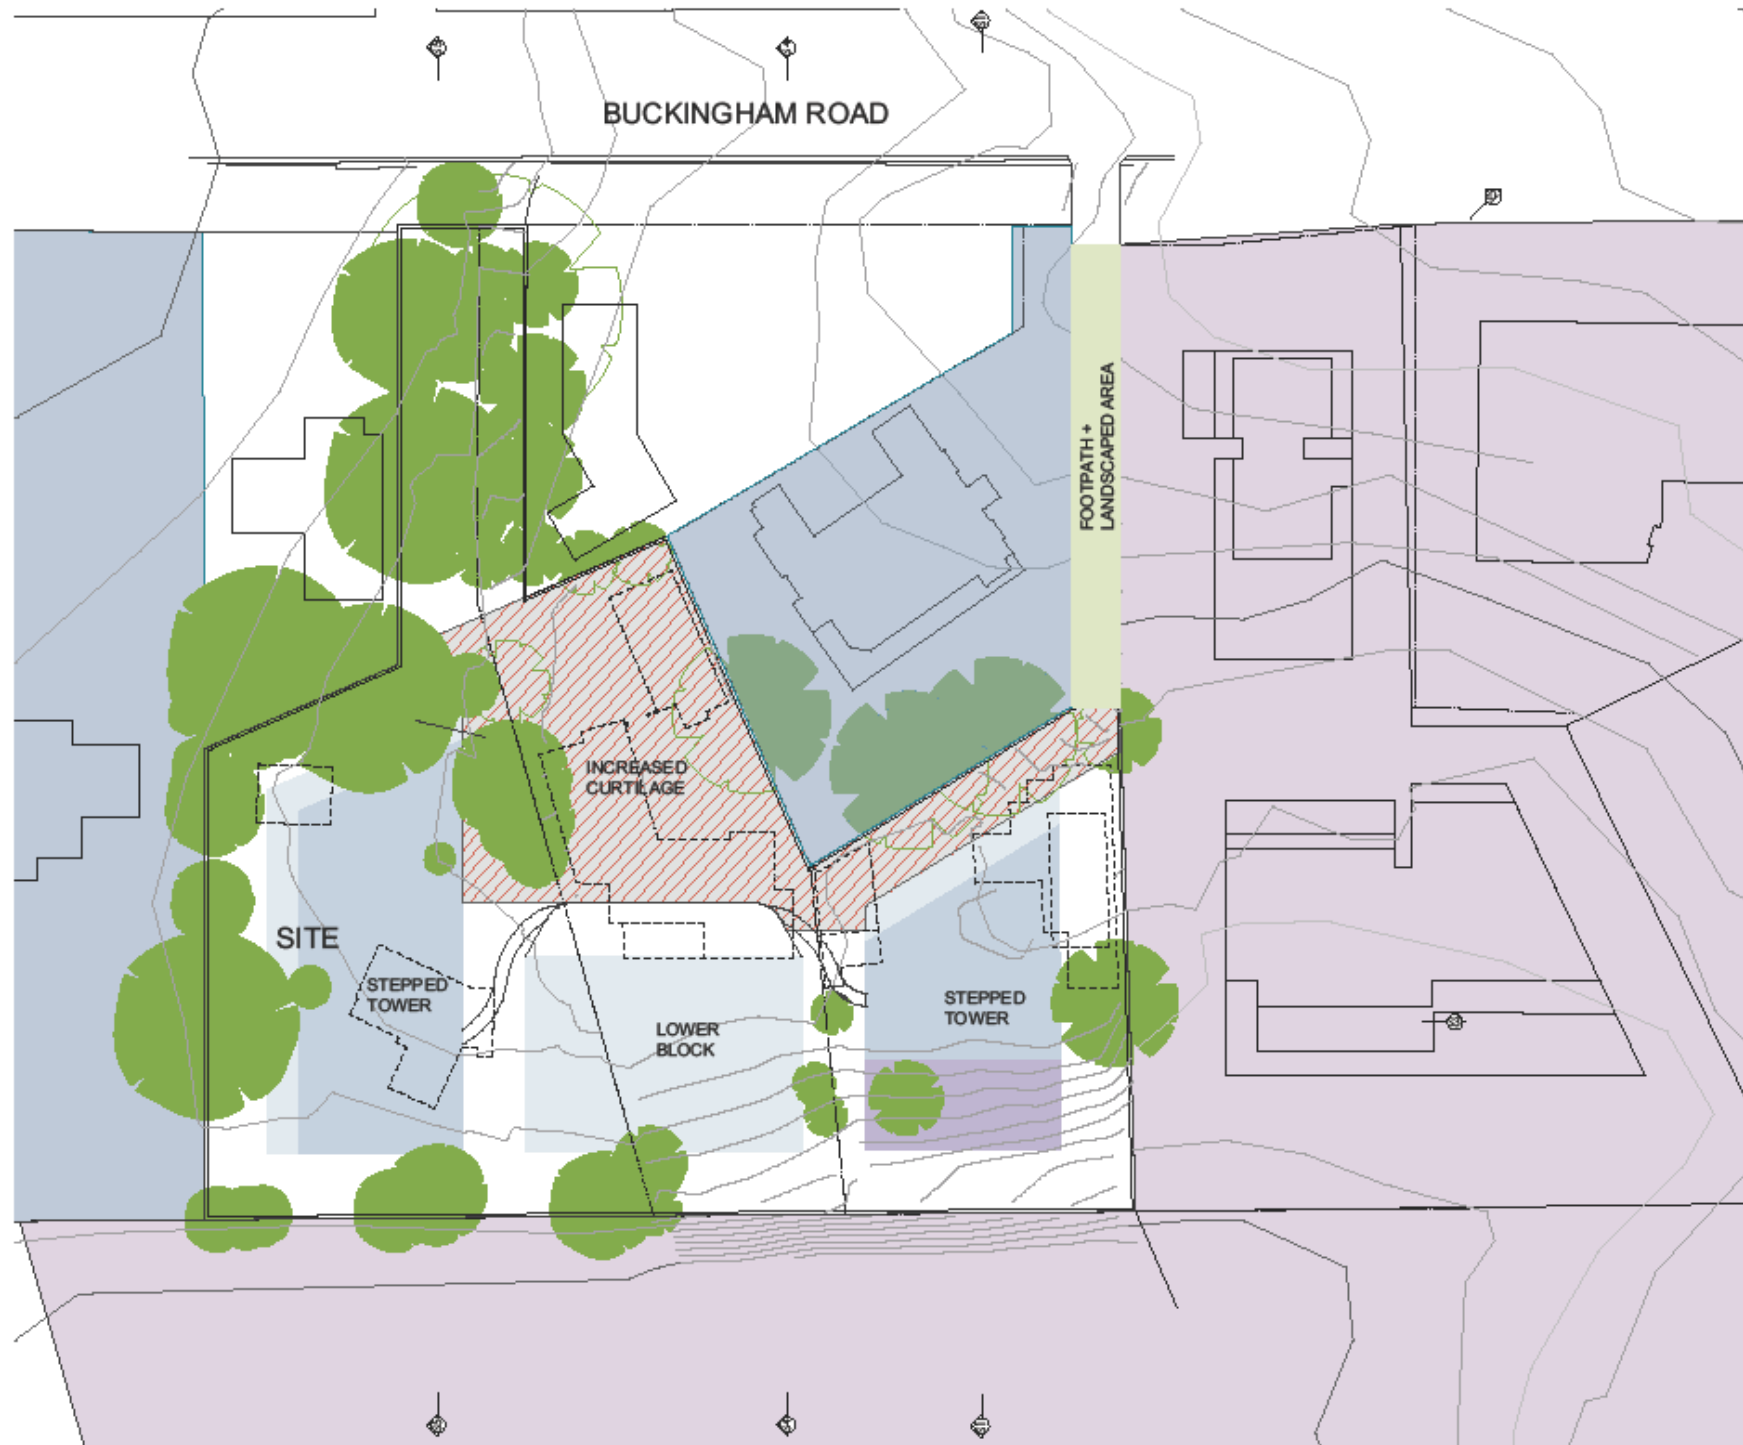 BUCKINGHAM ROAD
FOOTPATH +
LANDSCAPED AREA
INCREASED
CURTILAGE
SITE
STEPPED
TOWER
LOWER
BLOCK
STEPPED
TOWER